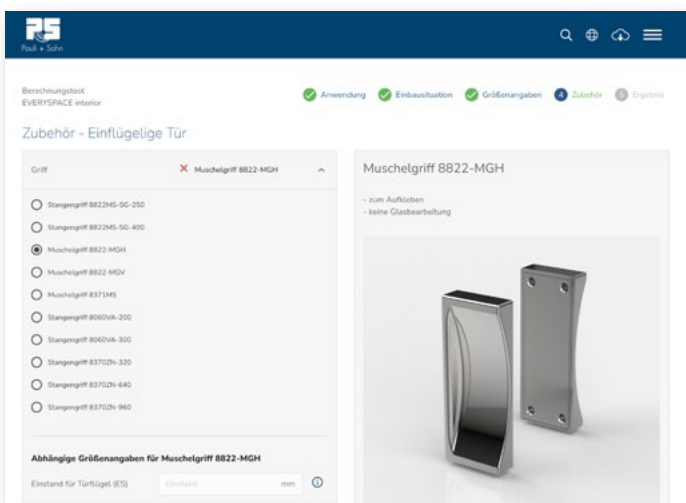 PS
Pauli + Sohn
Berechnungstool
EVERYSPACE interior
Anwendung Einbausituation Größenangaben 4 Zubehör 5 Ergebnis
Zubehör - Einflügelige Tür
Griff Muschelgriff 8822-MGH
Stangengriff 8822MS-SG-250
Stangengriff 8822MS-SG-400
Muschelgriff 8822-MGH
Muschelgriff 8822-MGV
Muschelgriff 8371MS
Stangengriff 8060VA-200
Stangengriff 8060VA-300
Stangengriff 8370ZN-320
Stangengriff 8370ZN-640
Stangengriff 8370ZN-960
Abhängige Größenangaben für Muschelgriff 8822-MGH
Einstand für Türflügel (ES) Einstand mm
Muschelgriff 8822-MGH
- zum Aufkleben
- keine Glasbearbeitung